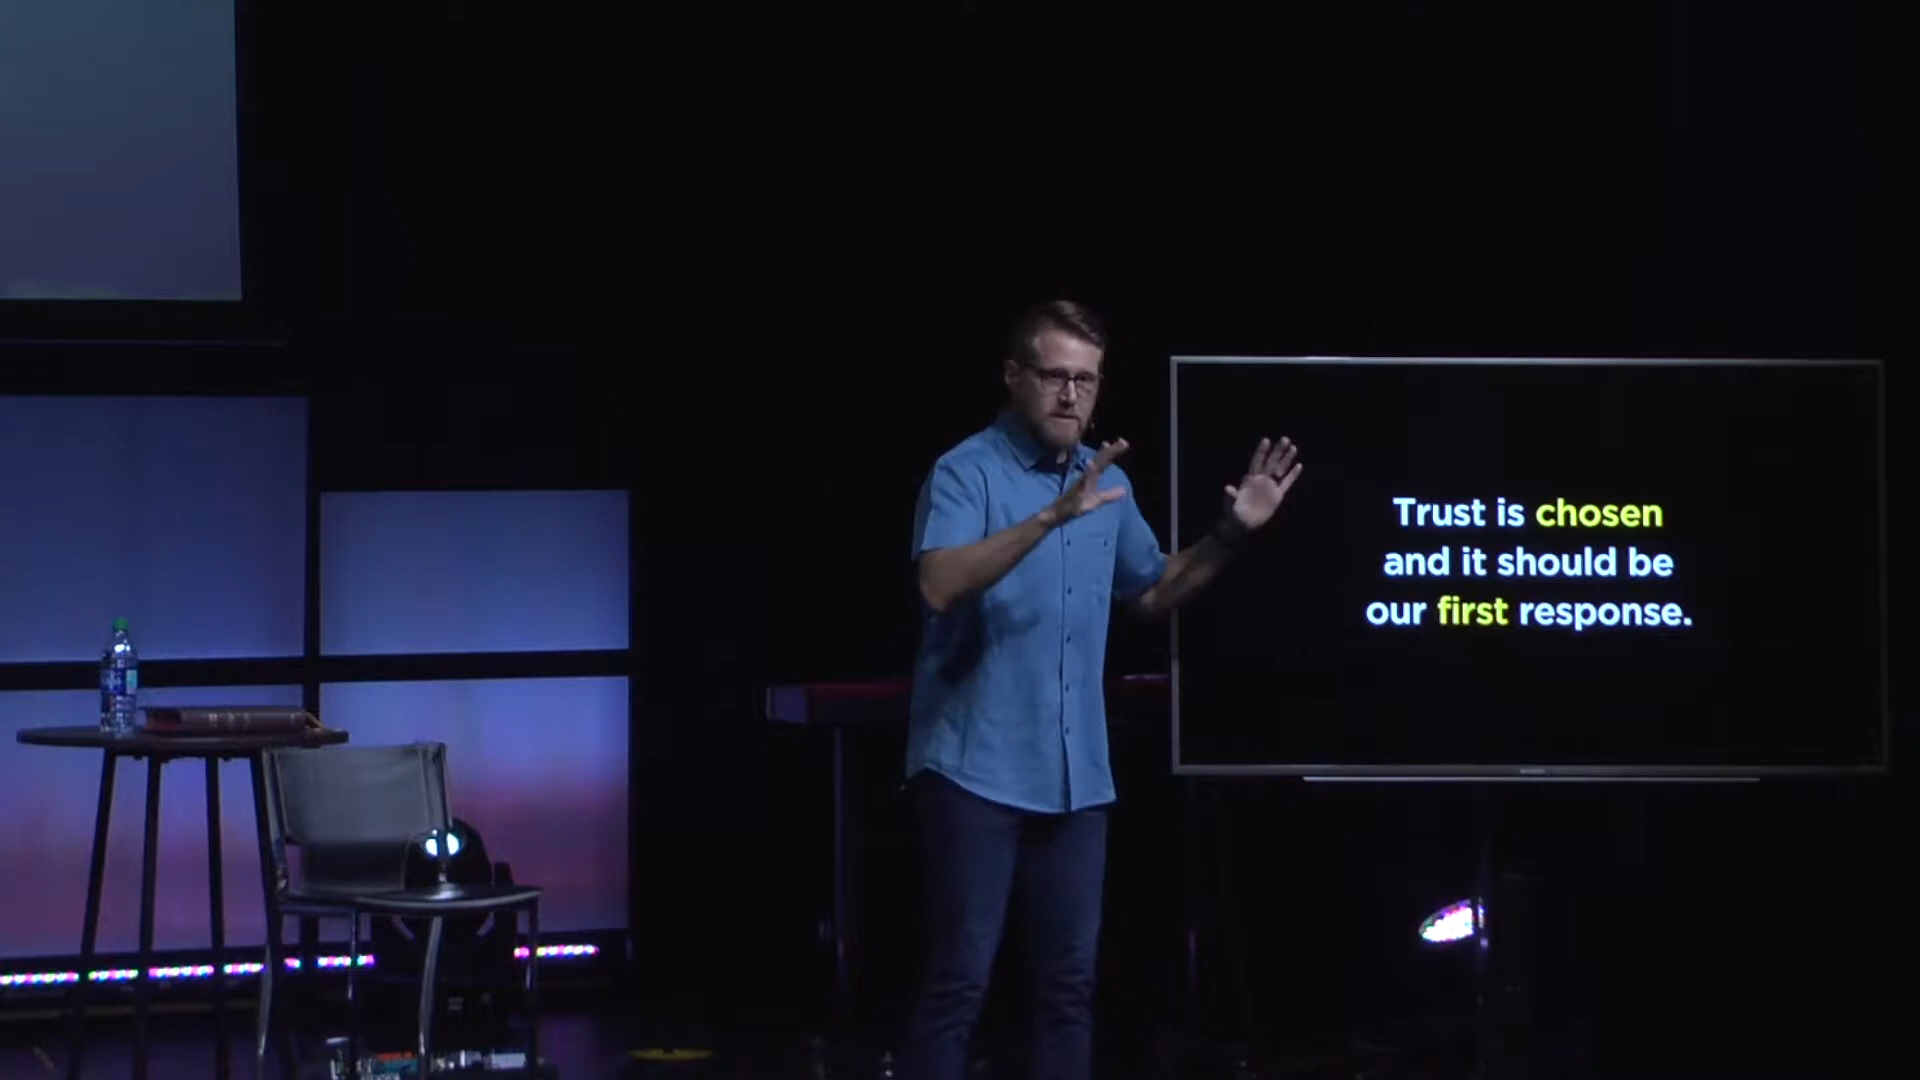 Trust is chosen
and it should be
our first response.